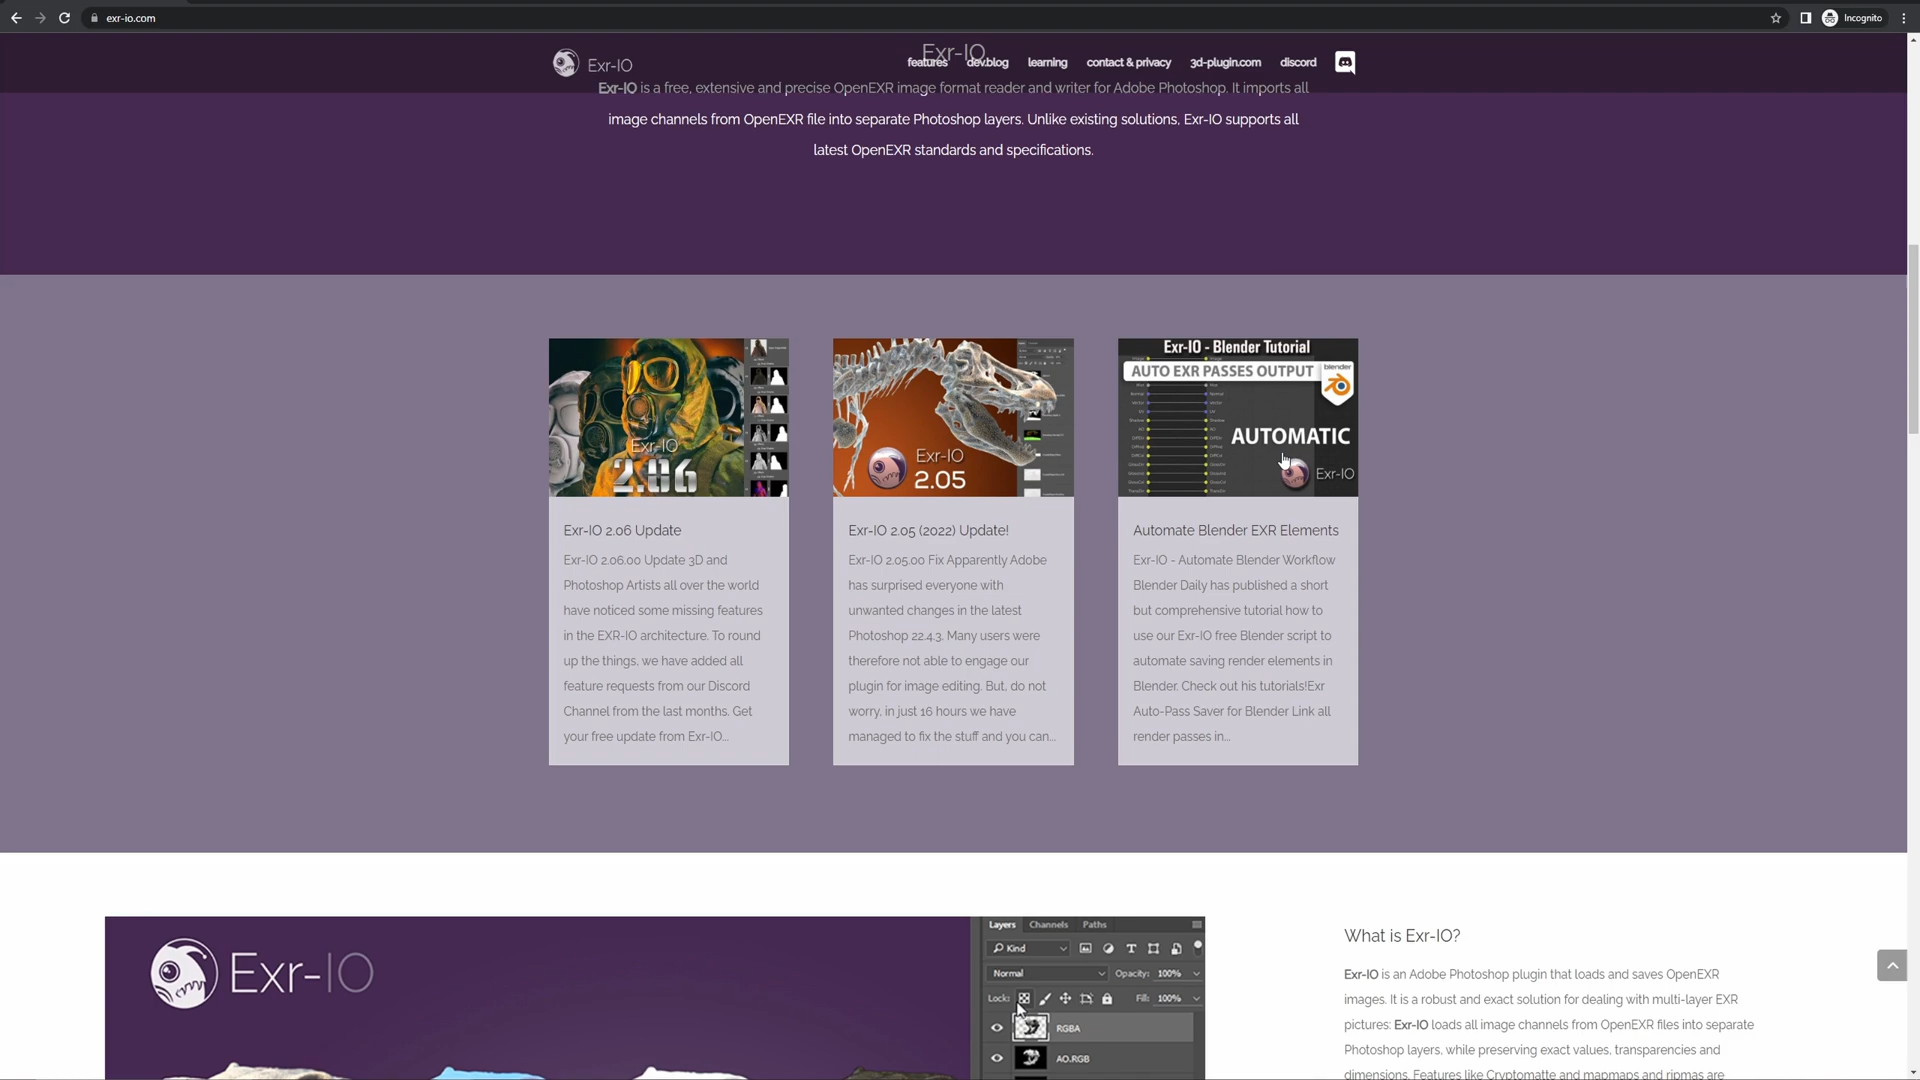 exr-io.com
Incognito
Exr-IO
Exr-IO
features
dev.blog
learning
contact & privacy
3d-plugin.com
discord
Exr-IO is a free, extensive and precise OpenEXR image format reader and writer for Adobe Photoshop. It imports all
image channels from OpenEXR file into separate Photoshop layers. Unlike existing solutions, Exr-IO supports all
latest OpenEXR standards and specifications.
Exr-IO
2.06
Exr-IO 2.06 Update
Exr-IO 2.06.00 Update 3D and
Photoshop Artists all over the world
have noticed some missing features
in the EXR-IO architecture. To round
up the things, we have added all
feature requests from our Discord
Channel from the last months. Get
your free update from Exr-IO...
Exr-IO
2.05
Exr-IO 2.05 (2022) Update!
Exr-IO 2.05.00 Fix Apparently Adobe
has surprised everyone with
unwanted changes in the latest
Photoshop 22.4.3. Many users were
therefore not able to engage our
plugin for image editing. But, do not
worry, in just 16 hours we have
managed to fix the stuff and you can...
Exr-IO - Blender Tutorial
AUTO EXR PASSES OUTPUT
blender
AUTOMATIC
Exr-IO
Automate Blender EXR Elements
Exr-IO - Automate Blender Workflow
Blender Daily has published a short
but comprehensive tutorial how to
use our Exr-IO free Blender script to
automate saving render elements in
Blender. Check out his tutorials!Exr
Auto-Pass Saver for Blender Link all
render passes in...
Exr-IO
Layers Channels Paths
Kind
Normal Opacity: 100%
Lock: Fill: 100%
RGBA
AO.RGB
What is Exr-IO?
Exr-IO is an Adobe Photoshop plugin that loads and saves OpenEXR
images. It is a robust and exact solution for dealing with multi-layer EXR
pictures: Exr-IO loads all image channels from OpenEXR files into separate
Photoshop layers, while preserving exact values, transparencies and
dimensions. Features like Cryptomatte and mapmaps and ripmas are